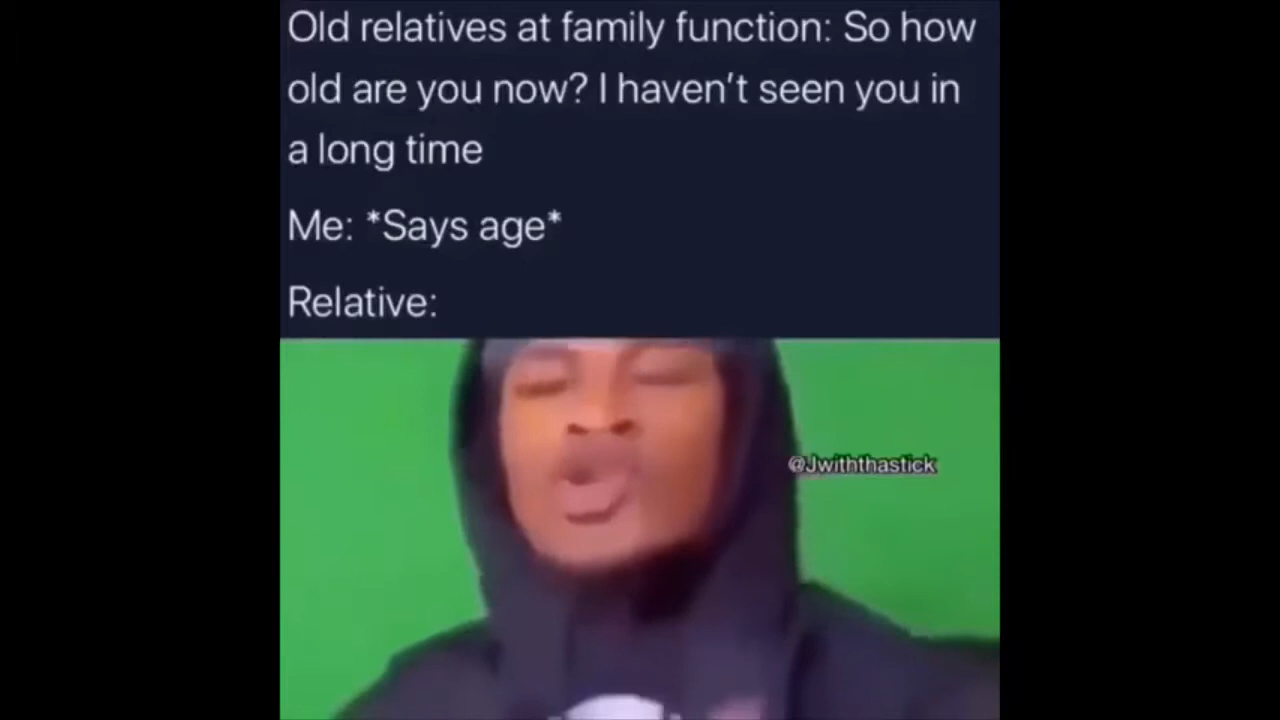 Old relatives at family function: So how
old are you now? I haven't seen you in
a long time
Me: *Says age*
Relative:
@Jwiththastick